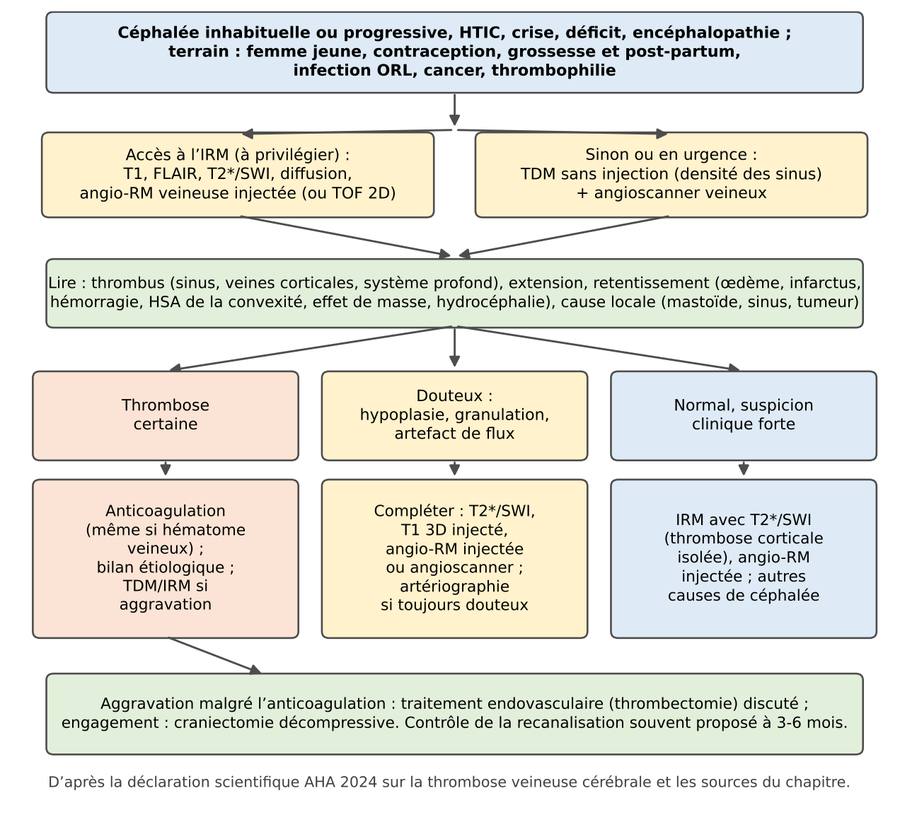 Céphalée inhabituelle ou progressive, HTIC, crise, déficit, encéphalopathie ;
terrain : femme jeune, contraception, grossesse et post-partum,
infection ORL, cancer, thrombophilie
Accès à l’IRM (à privilégier) :
T1, FLAIR, T2*/SWI, diffusion,
angio-RM veineuse injectée (ou TOF 2D)
Sinon ou en urgence :
TDM sans injection (densité des sinus)
+ angioscanner veineux
Lire : thrombus (sinus, veines corticales, système profond), extension, retentissement (œdème, infarctus,
hémorragie, HSA de la convexité, effet de masse, hydrocéphalie), cause locale (mastoïde, sinus, tumeur)
Thrombose
certaine
Douteux :
hypoplasie, granulation,
artefact de flux
Normal, suspicion
clinique forte
Anticoagulation
(même si hématome
veineux) ;
bilan étiologique ;
TDM/IRM si
aggravation
Compléter : T2*/SWI,
T1 3D injecté,
angio-RM injectée
ou angioscanner ;
artériographie
si toujours douteux
IRM avec T2*/SWI
(thrombose corticale
isolée), angio-RM
injectée ; autres
causes de céphalée
Aggravation malgré l’anticoagulation : traitement endovasculaire (thrombectomie) discuté ;
engagement : craniectomie décompressive. Contrôle de la recanalisation souvent proposé à 3-6 mois.
D’après la déclaration scientifique AHA 2024 sur la thrombose veineuse cérébrale et les sources du chapitre.